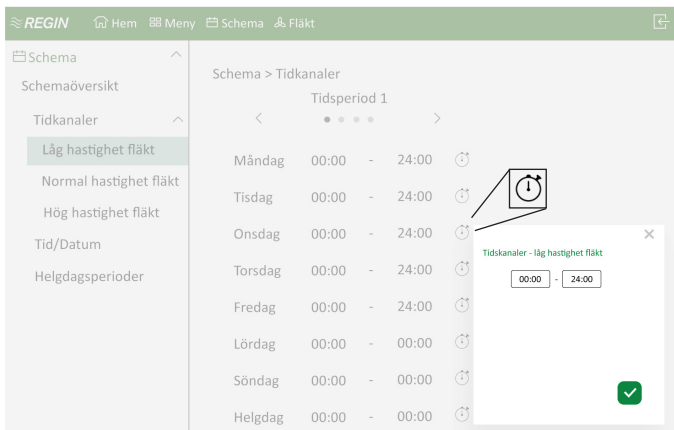 REGIN Hem Meny Schema Fläkt
Schema
Schemaöversikt
Tidkanaler
Låg hastighet fläkt
Normal hastighet fläkt
Hög hastighet fläkt
Tid/Datum
Helgdagsperioder
Schema > Tidkanaler
Tidsperiod 1
< >
Måndag 00:00 - 24:00
Tisdag 00:00 - 24:00
Onsdag 00:00 - 24:00
Torsdag 00:00 - 24:00
Fredag 00:00 - 24:00
Lördag 00:00 - 00:00
Söndag 00:00 - 00:00
Helgdag 00:00 - 00:00
Tidskanaler - låg hastighet fläkt
00:00 - 24:00